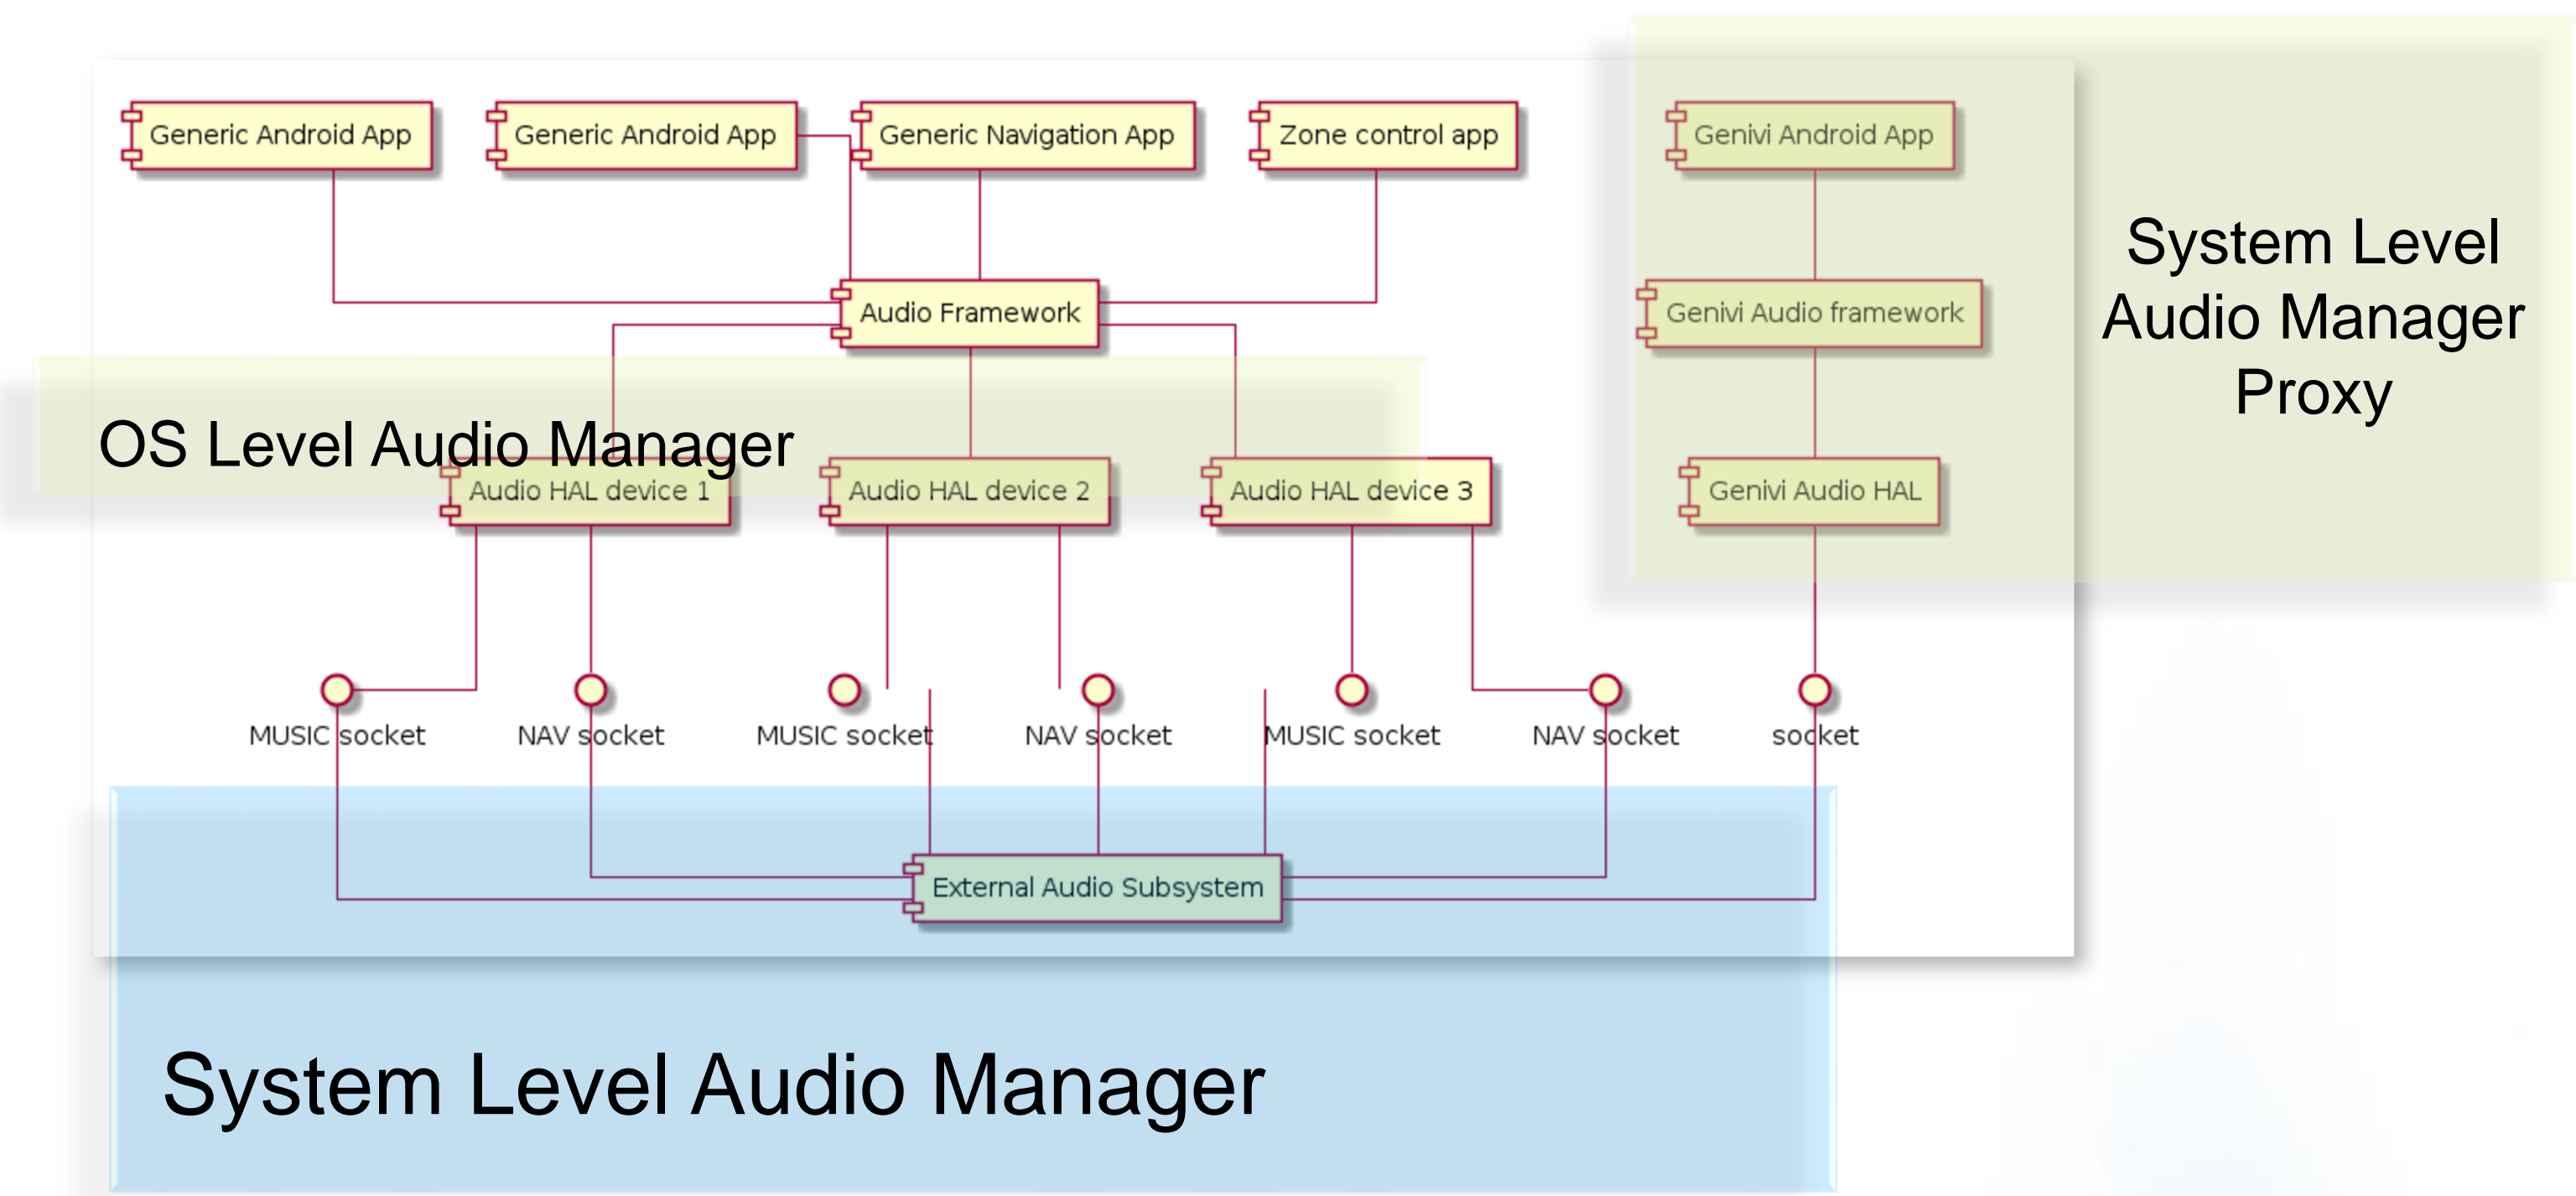 Generic Android App
Generic Android App
Generic Navigation App
Zone control app
Genivi Android App
System Level
Audio Manager
Proxy
Audio Framework
Genivi Audio framework
OS Level Audio Manager
Audio HAL device 1
Audio HAL device 2
Audio HAL device 3
Genivi Audio HAL
MUSIC socket
NAV socket
MUSIC socket
NAV socket
MUSIC socket
NAV socket
socket
External Audio Subsystem
System Level Audio Manager